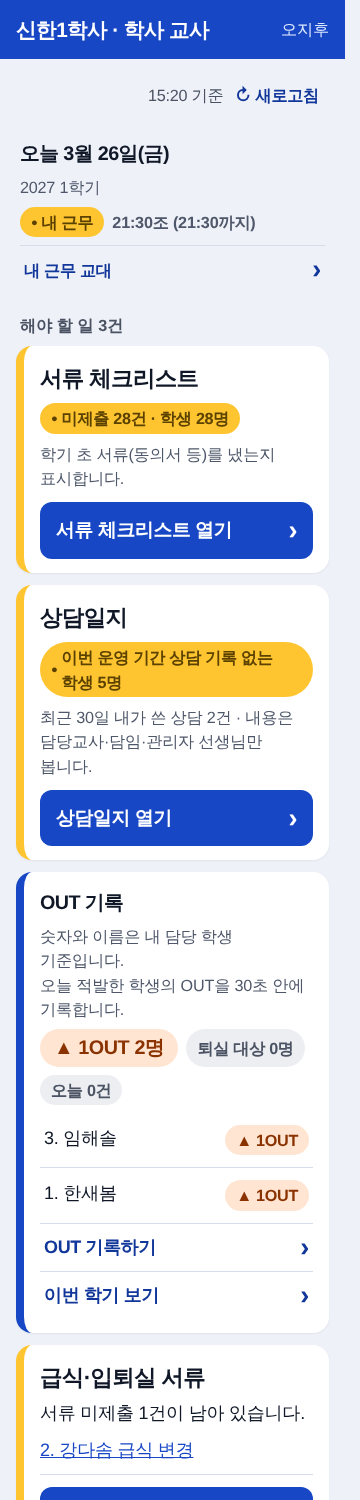 신한1학사 · 학사 교사
오지후
15:20 기준 ↻ 새로고침
오늘 3월 26일(금)
2027 1학기
• 내 근무 21:30조 (21:30까지)
내 근무 교대 ›
해야 할 일 3건
서류 체크리스트
• 미제출 28건 · 학생 28명
학기 초 서류(동의서 등)를 냈는지
표시합니다.
서류 체크리스트 열기 ›
상담일지
• 이번 운영 기간 상담 기록 없는
학생 5명
최근 30일 내가 쓴 상담 2건 · 내용은
담당교사·담임·관리자 선생님만
봅니다.
상담일지 열기 ›
OUT 기록
숫자와 이름은 내 담당 학생
기준입니다.
오늘 적발한 학생의 OUT을 30초 안에
기록합니다.
▲ 1OUT 2명 퇴실 대상 0명
오늘 0건
3. 임해솔 ▲ 1OUT
1. 한새봄 ▲ 1OUT
OUT 기록하기 ›
이번 학기 보기 ›
급식·입퇴실 서류
서류 미제출 1건이 남아 있습니다.
2. 강다솜 급식 변경